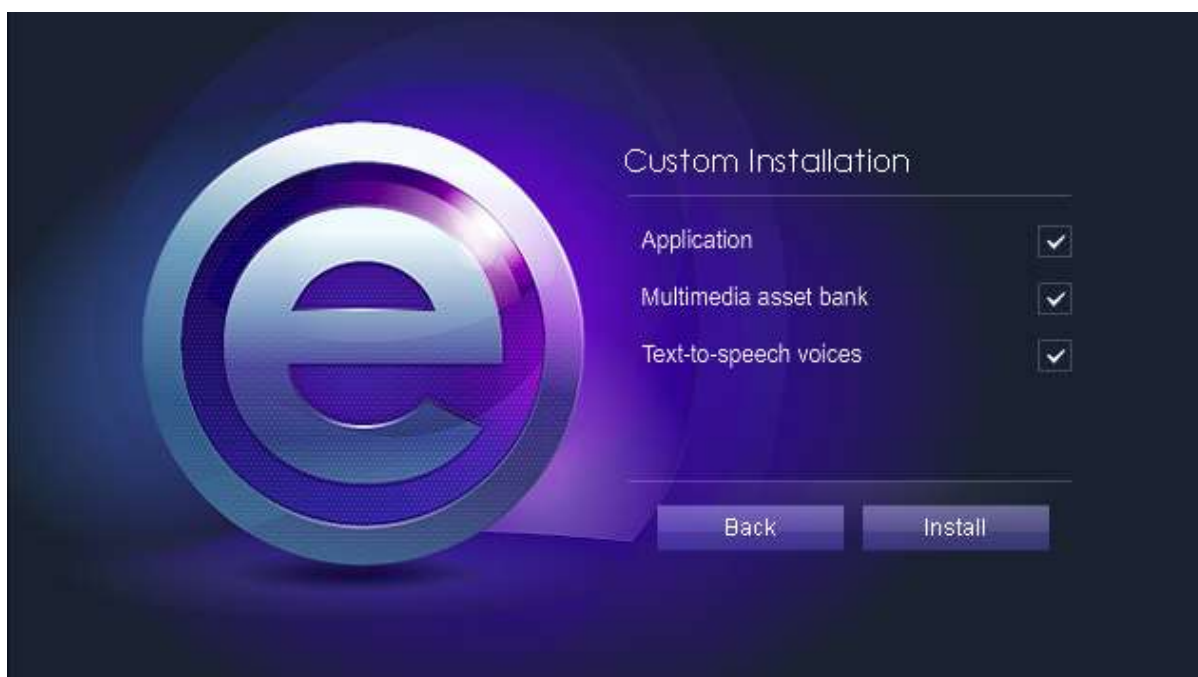 e
Custom Installation
Application
Multimedia asset bank
Text-to-speech voices
Back
Install